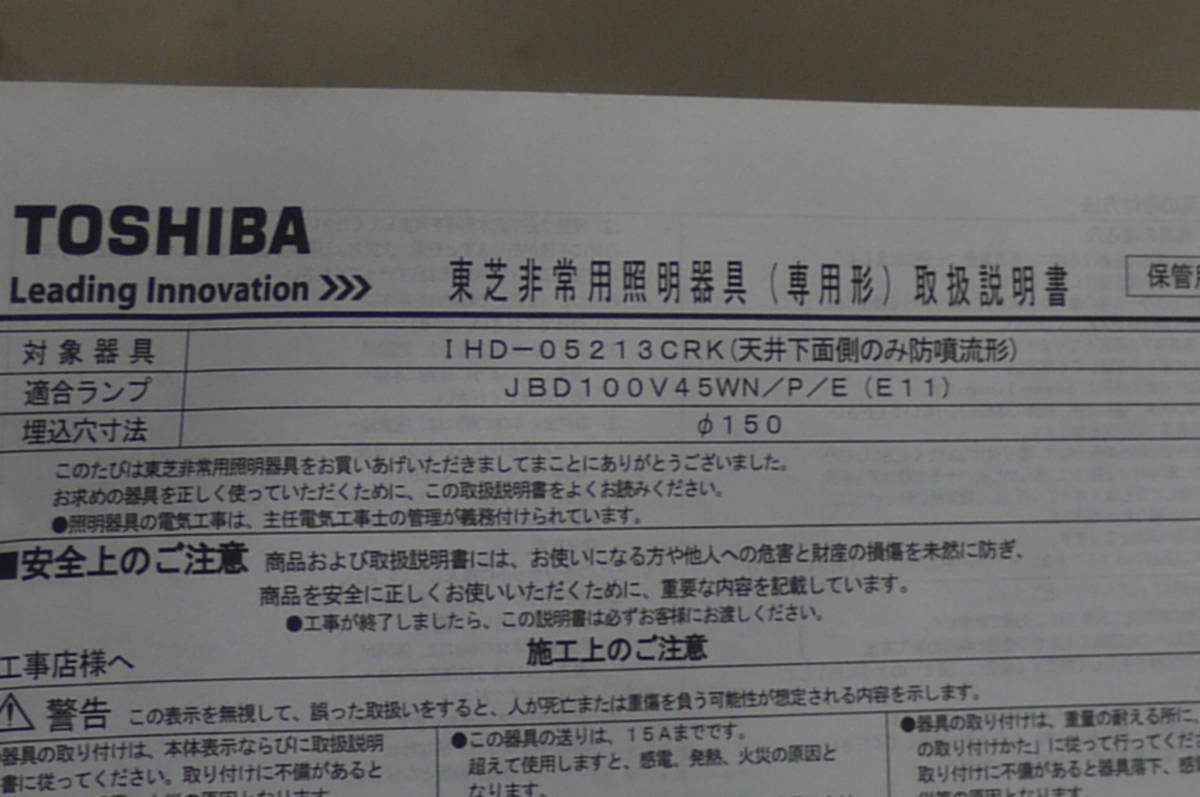 TOSHIBA
Leading Innovation >>>
東芝非常用照明器具（専用形）取扱説明書
保管用
対象器具 IHD-05213CRK(天井下面側のみ防噴流形)
適合ランプ JBD100V45WN/P/E (E11)
埋込穴寸法 φ150
このたびは東芝非常用照明器具をお買いあげいただきましてまことにありがとうございました。
お求めの器具を正しく使っていただくために、この取扱説明書をよくお読みください。
●照明器具の電気工事は、主任電気工事士の管理が義務付けられています。
■安全上のご注意 商品および取扱説明書には、お使いになる方や他人への危害と財産の損傷を未然に防ぎ、
商品を安全に正しくお使いいただくために、重要な内容を記載しています。
●工事が終了しましたら、この説明書は必ずお客様にお渡しください。
工事店様へ 施工上のご注意
警告 この表示を無視して、誤った取扱いをすると、人が死亡または重傷を負う可能性が想定される内容を示します。
器具の取り付けは、本体表示ならびに取扱説明
書に従ってください。取り付けに不備があると
●この器具の送りは、15Aまでです。
超えて使用しますと、感電、発熱、火災の原因と
なります。
●器具の取り付けは、重量の耐える所に、
の取り付けかた」に従って行ってくださ
取り付けに不備があると器具落下、感電